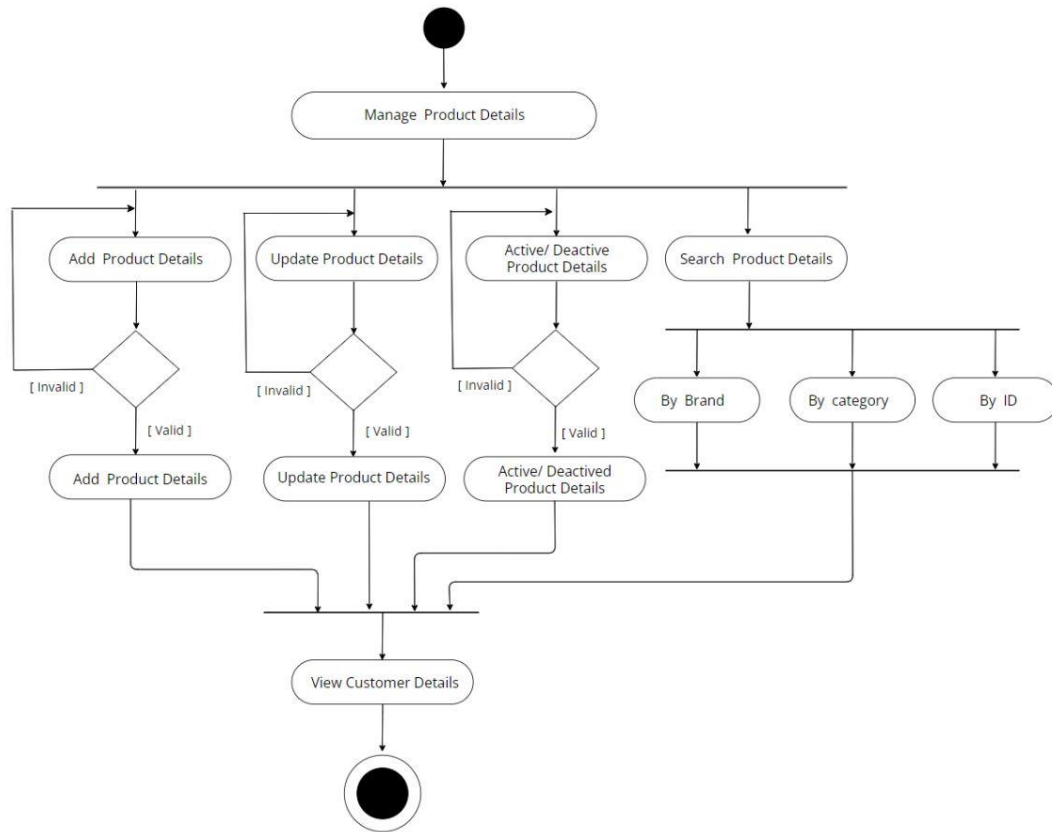 Manage Product Details
Add Product Details
Update Product Details
Active/ Deactive
Product Details
Search Product Details
[ Invalid ]
[ Invalid ]
[ Invalid ]
By Brand
By category
By ID
[ Valid ]
[ Valid ]
[ Valid ]
Add Product Details
Update Product Details
Active/ Deactived
Product Details
View Customer Details